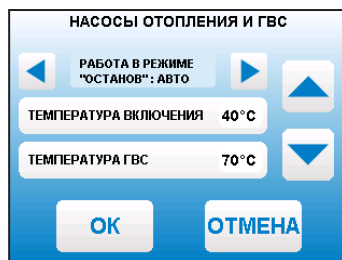 НАСОСЫ ОТОПЛЕНИЯ И ГВС
РАБОТА В РЕЖИМЕ
"ОСТАНОВ" : АВТО
ТЕМПЕРАТУРА ВКЛЮЧЕНИЯ 40°C
ТЕМПЕРАТУРА ГВС 70°C
ОК ОТМЕНА